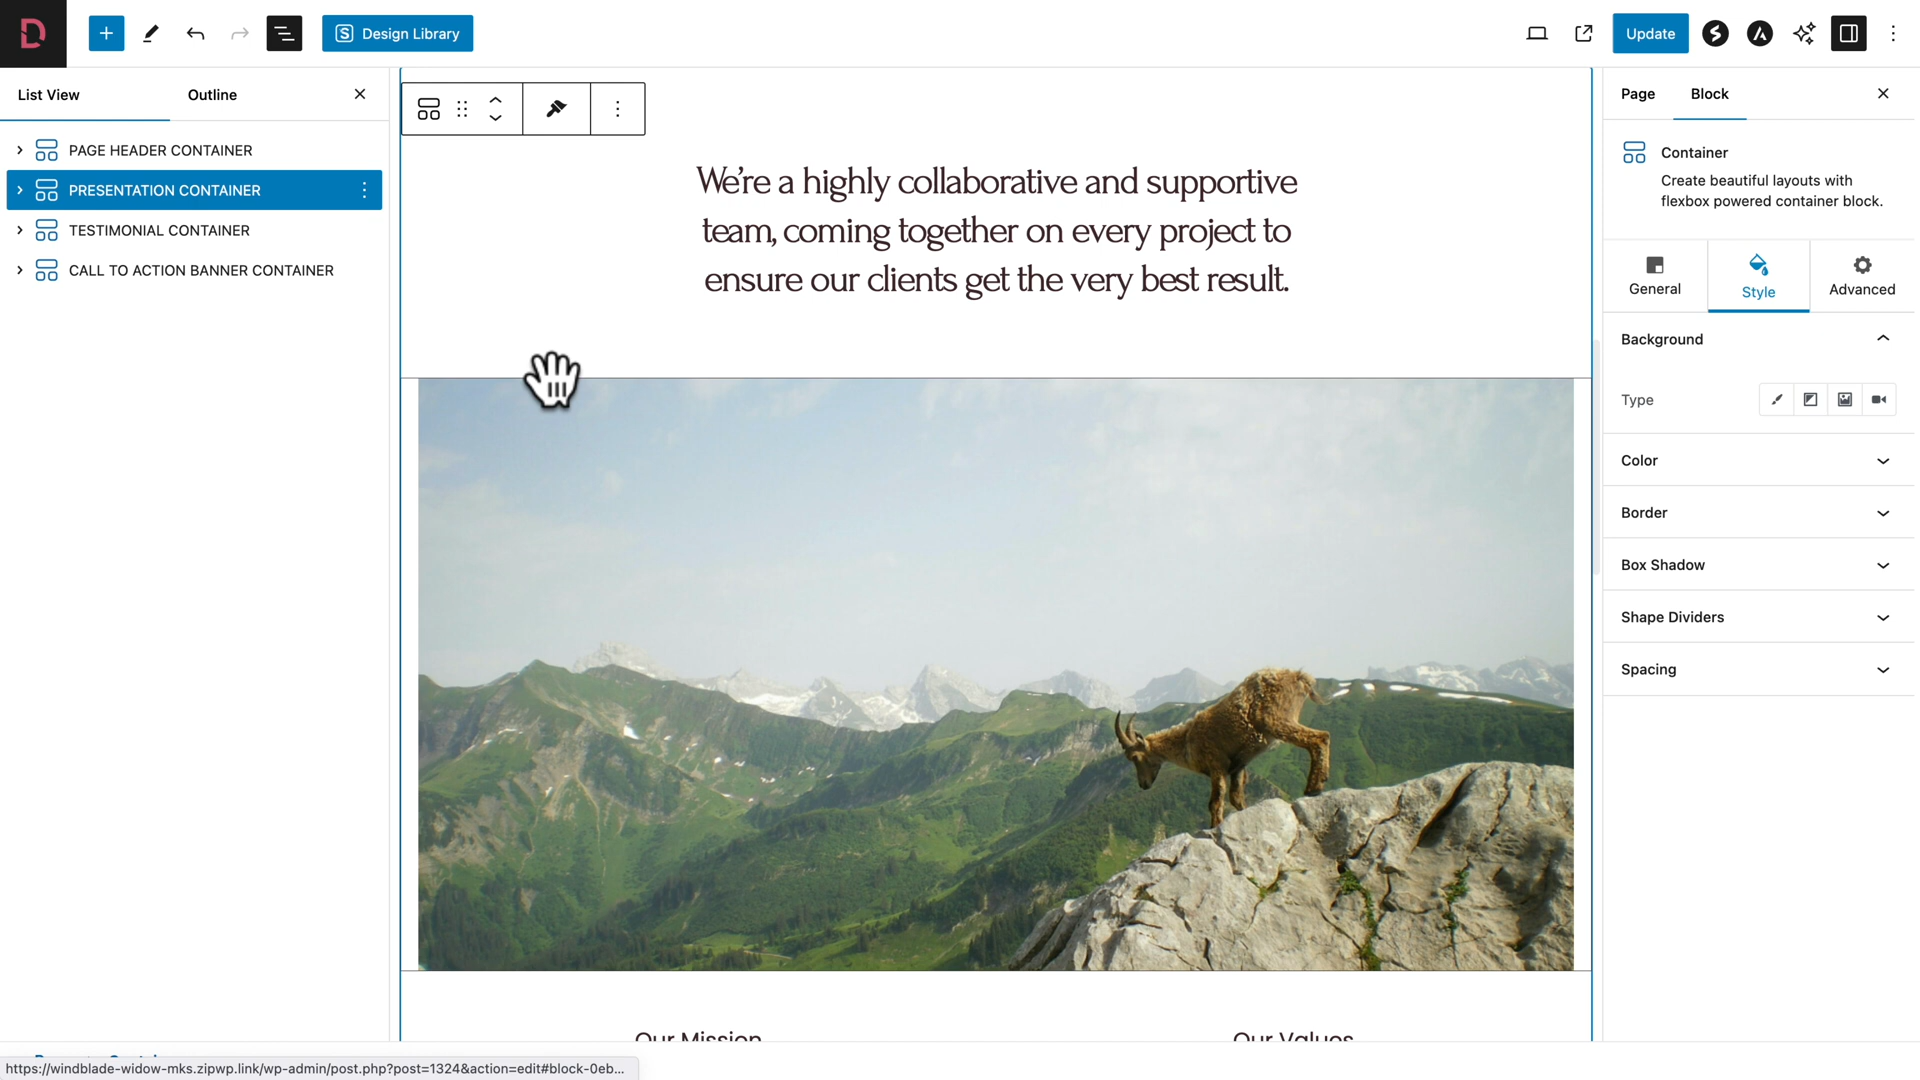 Design Library
Update
List View
Outline
PAGE HEADER CONTAINER
PRESENTATION CONTAINER
TESTIMONIAL CONTAINER
CALL TO ACTION BANNER CONTAINER
We're a highly collaborative and supportive
team, coming together on every project to
ensure our clients get the very best result.
Our Mission
Our Values
Page
Block
Container
Create beautiful layouts with
flexbox powered container block.
General
Style
Advanced
Background
Type
Color
Border
Box Shadow
Shape Dividers
Spacing
https://windblade-widow-mks.zipwp.link/wp-admin/post.php?post=1324&action=edit#block-0eb...